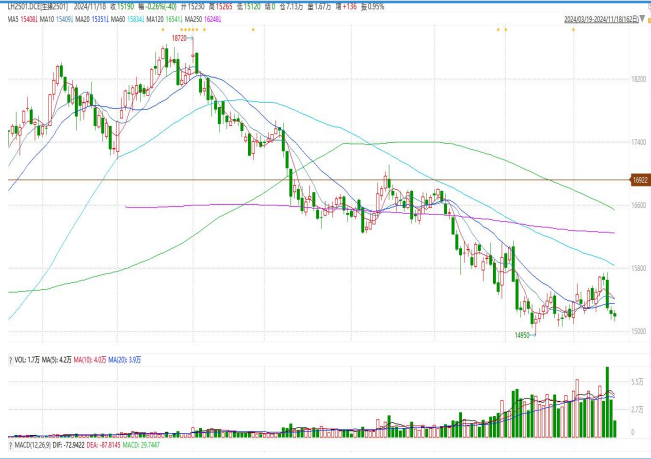 LH2501.DCE[生猪2501] 2024/11/18 收15190 幅-0.26%(-40) 开15230 高15265 低15120 结0 仓7.13万 量1.67万 增+136 振0.95%
MA5 15408↓ MA10 15409↓ MA20 15351↓ MA60 15834↓ MA120 16541↓ MA250 16248↓
2024/03/19-2024/11/18(162日)
18720
18200
17400
16922
16600
15800
14950
15000
? VOL: 1.7万 MA(5): 4.2万 MA(10): 4.0万 MA(20): 3.9万
5.5万
2.7万
0
? MACD(12,26,9) DIF: -72.9422 DEA: -87.8145 MACD: 29.7447